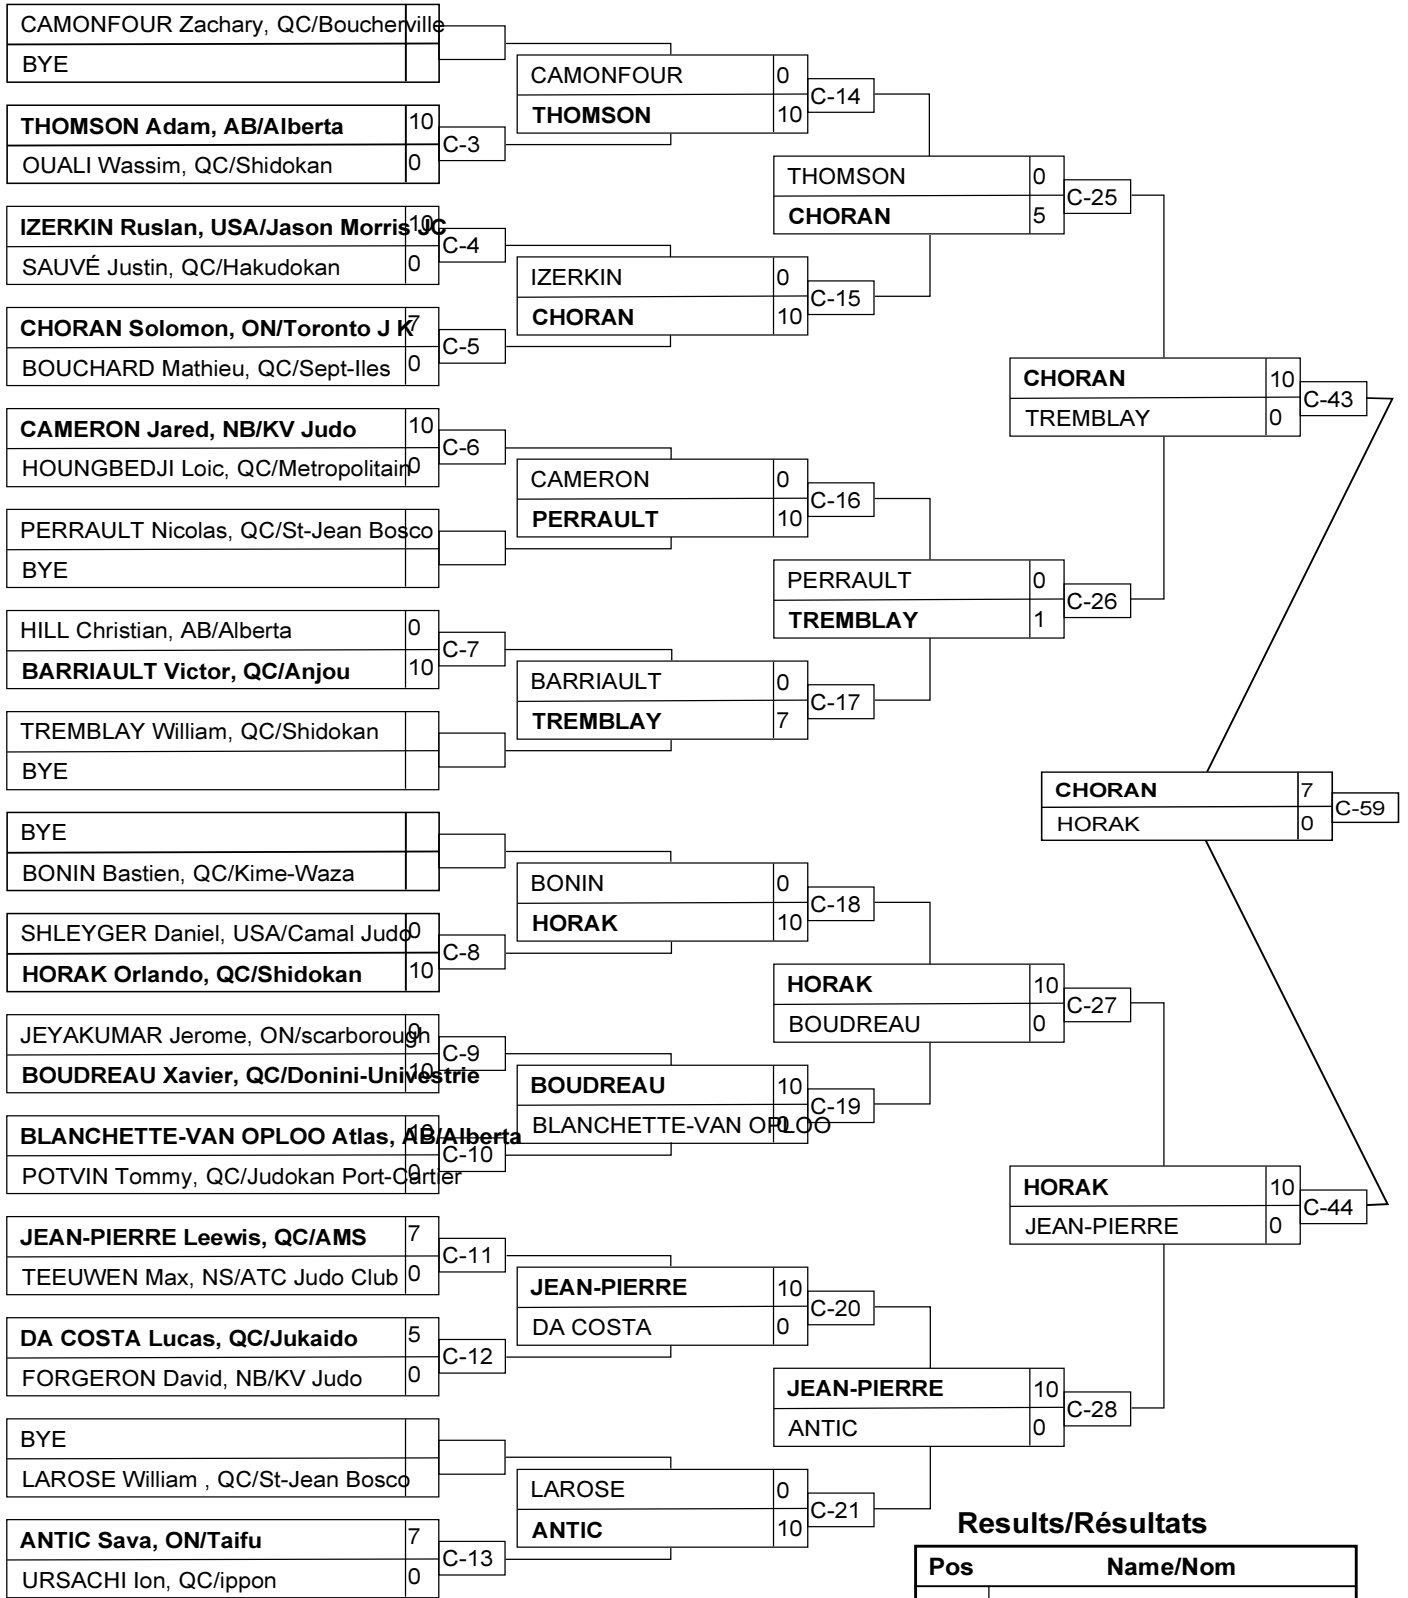 CAMONFOUR Zachary, QC/Boucherville
BYE
THOMSON Adam, AB/Alberta 10
OUALI Wassim, QC/Shidokan 0
C-3
IZERKIN Ruslan, USA/Jason Morris JC 10
SAUVÉ Justin, QC/Hakudokan 0
C-4
CHORAN Solomon, ON/Toronto J K 7
BOUCHARD Mathieu, QC/Sept-Iles 0
C-5
CAMERON Jared, NB/KV Judo 10
HOUNGBEDJI Loic, QC/Metropolitain 0
C-6
PERRAULT Nicolas, QC/St-Jean Bosco
BYE
HILL Christian, AB/Alberta 0
BARRIAULT Victor, QC/Anjou 10
C-7
TREMBLAY William, QC/Shidokan
BYE
BYE
BONIN Bastien, QC/Kime-Waza
SHLEYGER Daniel, USA/Camal Judo 0
HORAK Orlando, QC/Shidokan 10
C-8
JEYAKUMAR Jerome, ON/scarborough 0
BOUDREAU Xavier, QC/Donini-Univestrie 10
C-9
BLANCHETTE-VAN OPLOO Atlas, AB/Alberta 10
POTVIN Tommy, QC/Judokan Port-Cartier 0
C-10
JEAN-PIERRE Leewis, QC/AMS 7
TEEUWEN Max, NS/ATC Judo Club 0
C-11
DA COSTA Lucas, QC/Jukaido 5
FORGERON David, NB/KV Judo 0
C-12
BYE
LAROSE William , QC/St-Jean Bosco
ANTIC Sava, ON/Taifu 7
URSACHI Ion, QC/ippon 0
C-13
CAMONFOUR 0
THOMSON 10
C-14
IZERKIN 0
CHORAN 10
C-15
CAMERON 0
PERRAULT 10
C-16
BARRIAULT 0
TREMBLAY 7
C-17
BONIN 0
HORAK 10
C-18
BOUDREAU 10
BLANCHETTE-VAN OPLOO 0
C-19
JEAN-PIERRE 10
DA COSTA 0
C-20
LAROSE 0
ANTIC 10
C-21
THOMSON 0
CHORAN 5
C-25
PERRAULT 0
TREMBLAY 1
C-26
HORAK 10
BOUDREAU 0
C-27
JEAN-PIERRE 10
ANTIC 0
C-28
CHORAN 10
TREMBLAY 0
C-43
HORAK 10
JEAN-PIERRE 0
C-44
CHORAN 7
HORAK 0
C-59
Results/Résultats
Pos Name/Nom